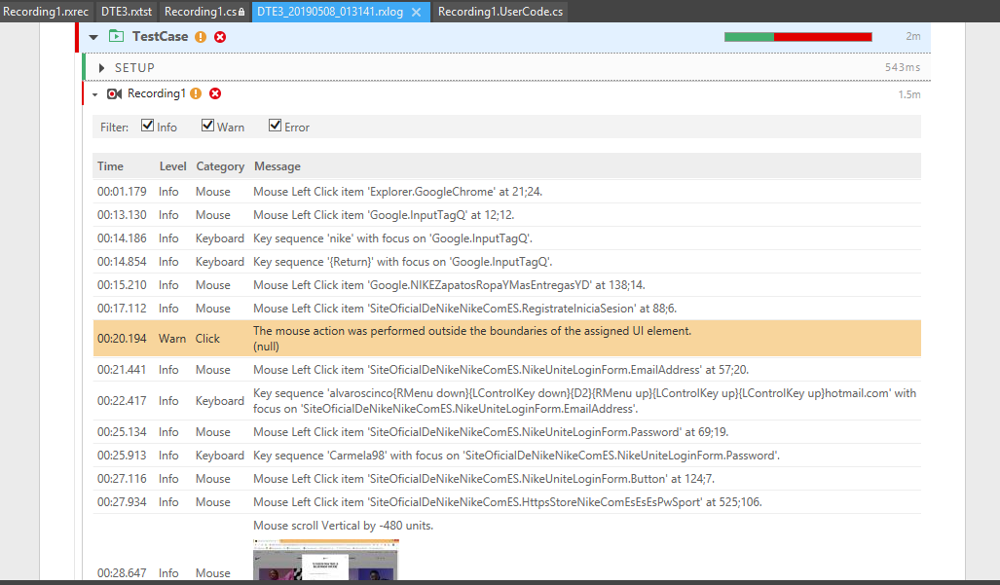 Recording1.rxrec DTE3.rxtst Recording1.cs DTE3_20190508_013141.rxlog Recording1.UserCode.cs
TestCase 2m
SETUP 543ms
Recording1 1.5m
Filter: Info Warn Error
Time Level Category Message
00:01.179 Info Mouse Mouse Left Click item 'Explorer.GoogleChrome' at 21;24.
00:13.130 Info Mouse Mouse Left Click item 'Google.InputTagQ' at 12;12.
00:14.186 Info Keyboard Key sequence 'nike' with focus on 'Google.InputTagQ'.
00:14.854 Info Keyboard Key sequence '{Return}' with focus on 'Google.InputTagQ'.
00:15.210 Info Mouse Mouse Left Click item 'Google.NIKEZapatosRopaYMasEntregasYD' at 138;14.
00:17.112 Info Mouse Mouse Left Click item 'SiteOficialDeNikeNikeComES.RegistrateIniciaSesion' at 88;6.
00:20.194 Warn Click The mouse action was performed outside the boundaries of the assigned UI element.
(null)
00:21.441 Info Mouse Mouse Left Click item 'SiteOficialDeNikeNikeComES.NikeUniteLoginForm.EmailAddress' at 57;20.
00:22.417 Info Keyboard Key sequence 'alvaroscinco{RMenu down}{LControlKey down}{D2}{RMenu up}{LControlKey up}{LControlKey up}hotmail.com' with
focus on 'SiteOficialDeNikeNikeComES.NikeUniteLoginForm.EmailAddress'.
00:25.134 Info Mouse Mouse Left Click item 'SiteOficialDeNikeNikeComES.NikeUniteLoginForm.Password' at 69;19.
00:25.913 Info Keyboard Key sequence 'Carmela98' with focus on 'SiteOficialDeNikeNikeComES.NikeUniteLoginForm.Password'.
00:27.116 Info Mouse Mouse Left Click item 'SiteOficialDeNikeNikeComES.NikeUniteLoginForm.Button' at 124;7.
00:27.934 Info Mouse Mouse Left Click item 'SiteOficialDeNikeNikeComES.HttpsStoreNikeComEsEsEsPwSport' at 525;106.
Mouse scroll Vertical by -480 units.
00:28.647 Info Mouse